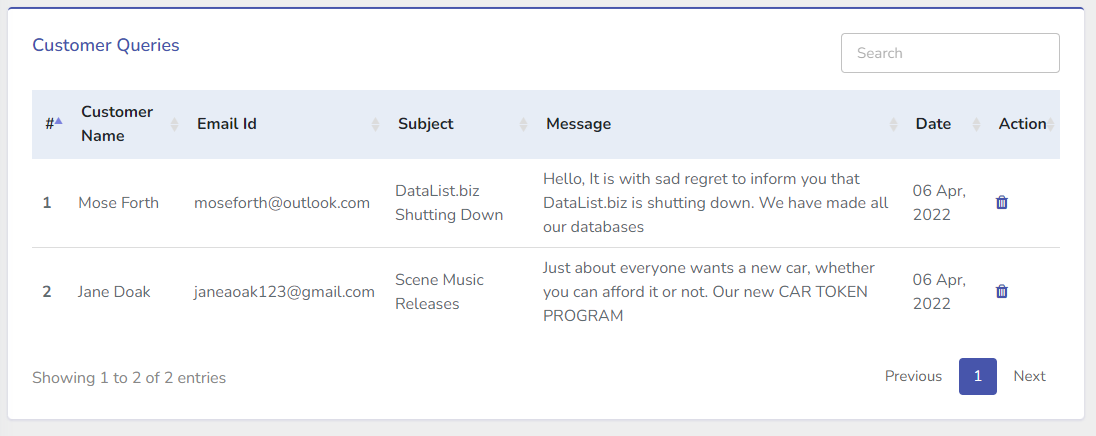 Customer Queries
Search
#
Customer
Name
Email Id
Subject
Message
Date
Action
1
Mose Forth
moseforth@outlook.com
DataList.biz
Shutting Down
Hello, It is with sad regret to inform you that
DataList.biz is shutting down. We have made all
our databases
06 Apr,
2022
2
Jane Doak
janeaoak123@gmail.com
Scene Music
Releases
Just about everyone wants a new car, whether
you can afford it or not. Our new CAR TOKEN
PROGRAM
06 Apr,
2022
Showing 1 to 2 of 2 entries
Previous
1
Next